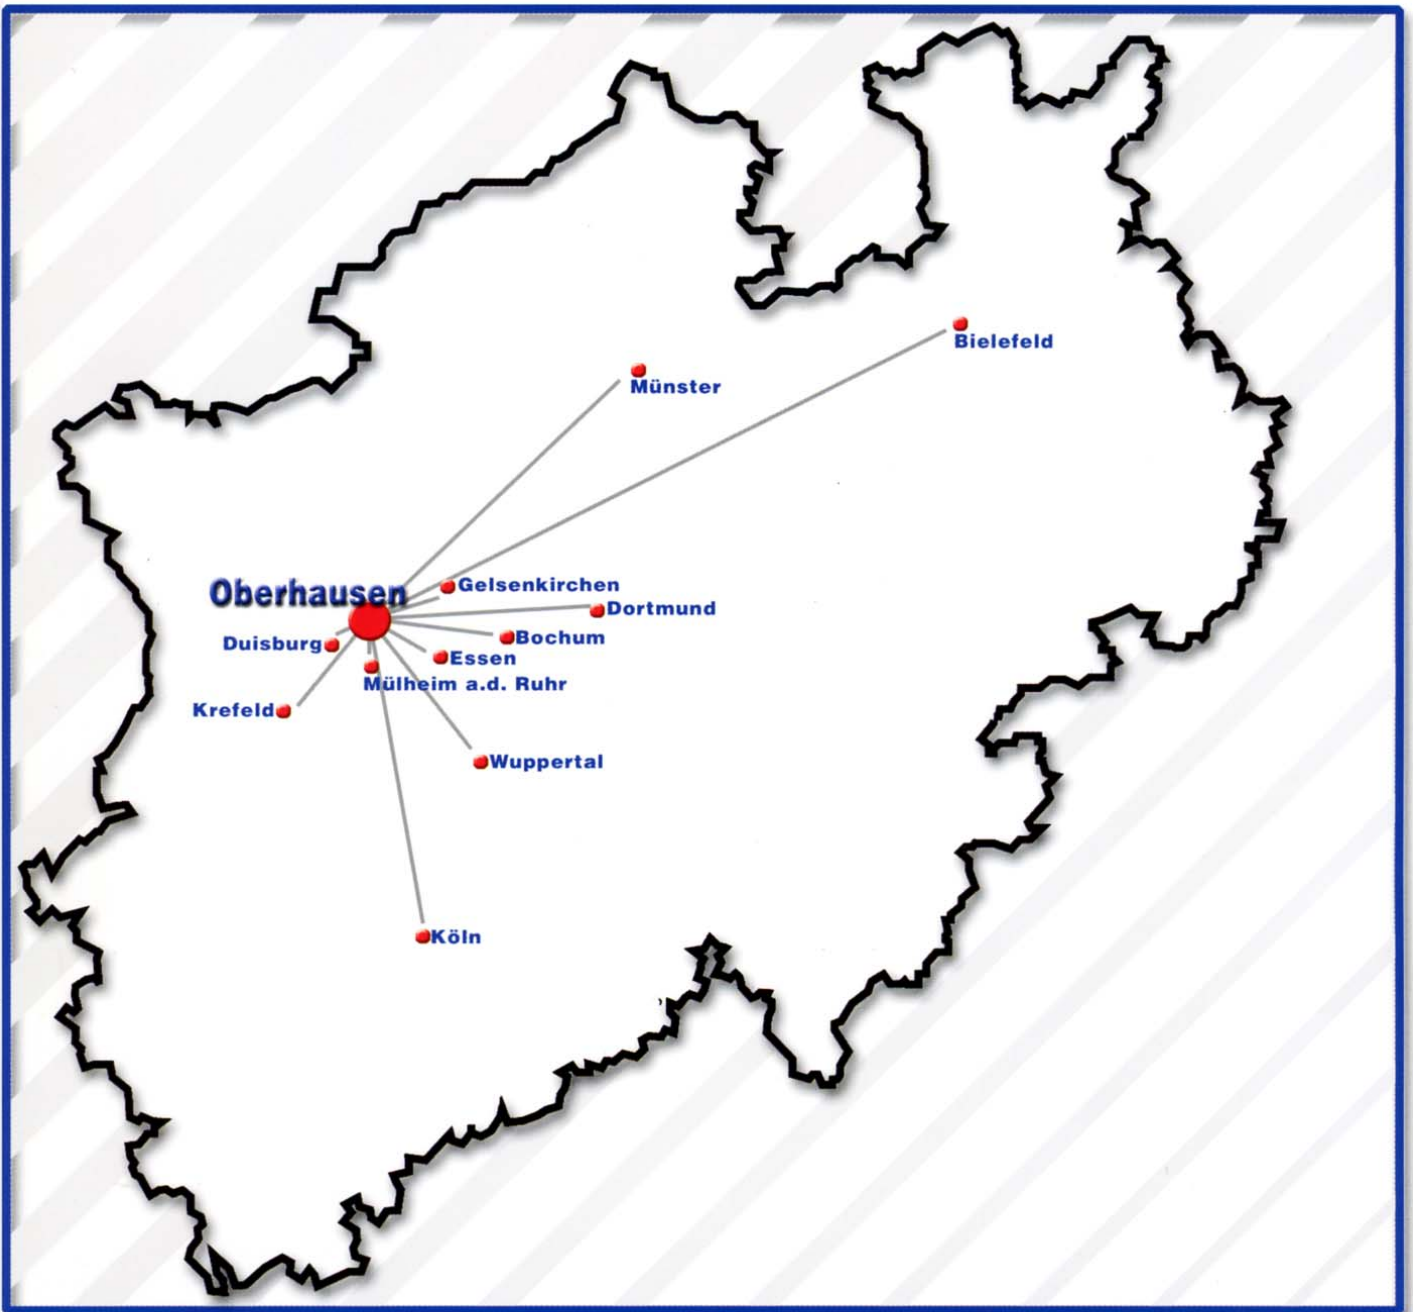 Bielefeld
Münster
Oberhausen
Gelsenkirchen
Dortmund
Bochum
Duisburg
Essen
Mülheim a.d. Ruhr
Krefeld
Wuppertal
Köln